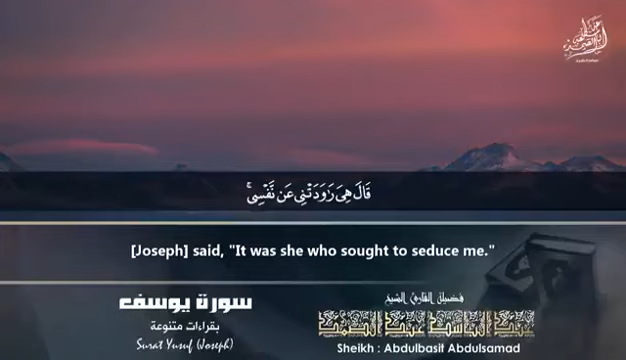 قَالَ هِىَ رَٰوَدَتْنِى عَن نَّفْسِى ۚ
[Joseph] said, "It was she who sought to seduce me."
سورة يوسف
بقراءات متنوعة
Surat Yusuf (Joseph)
فضيلة القارئ الشيخ
عبد الباسط عبد الصمد
Sheikh : Abdulbasit Abdulsamad